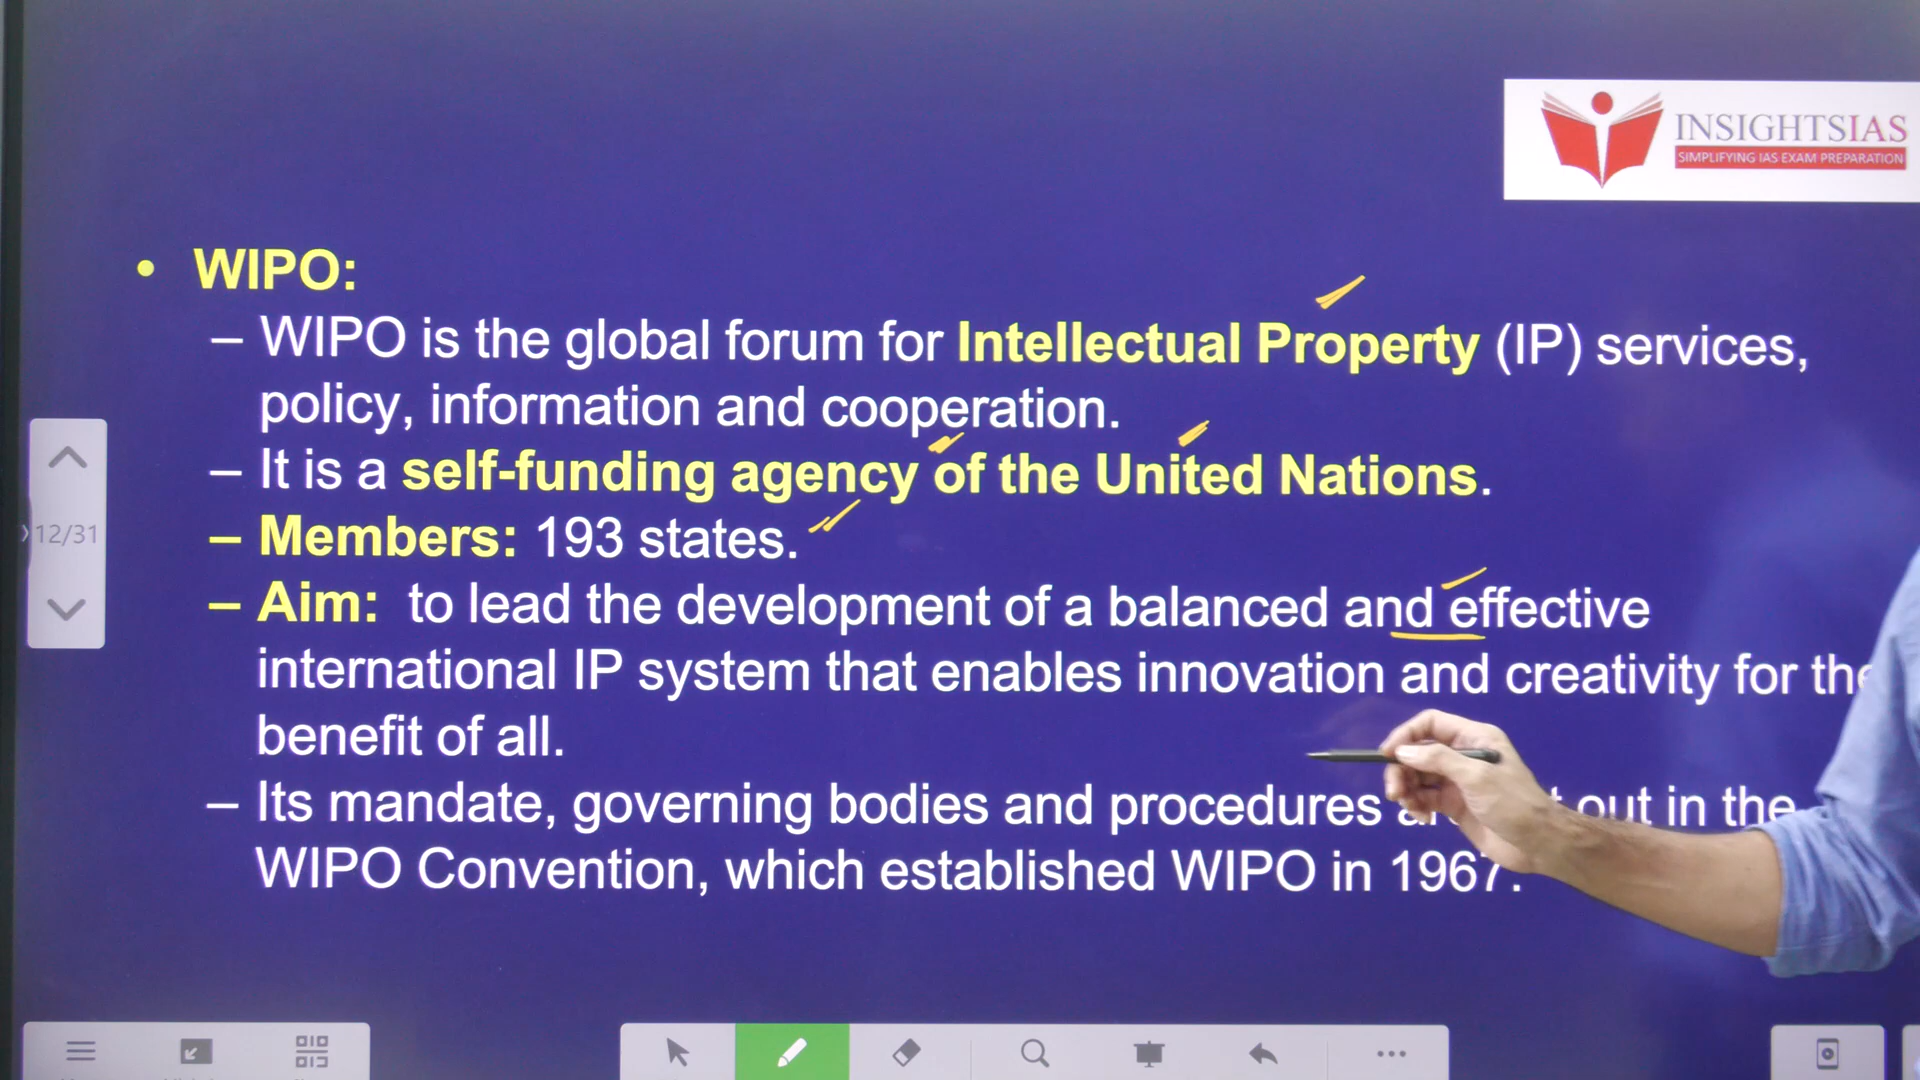 INSIGHTSIAS
SIMPLIFYING IAS EXAM PREPARATION
• WIPO:
– WIPO is the global forum for Intellectual Property (IP) services,
policy, information and cooperation.
– It is a self-funding agency of the United Nations.
– Members: 193 states.
– Aim: to lead the development of a balanced and effective
international IP system that enables innovation and creativity for the
benefit of all.
– Its mandate, governing bodies and procedures out in the
WIPO Convention, which established WIPO in 1967.
12/31